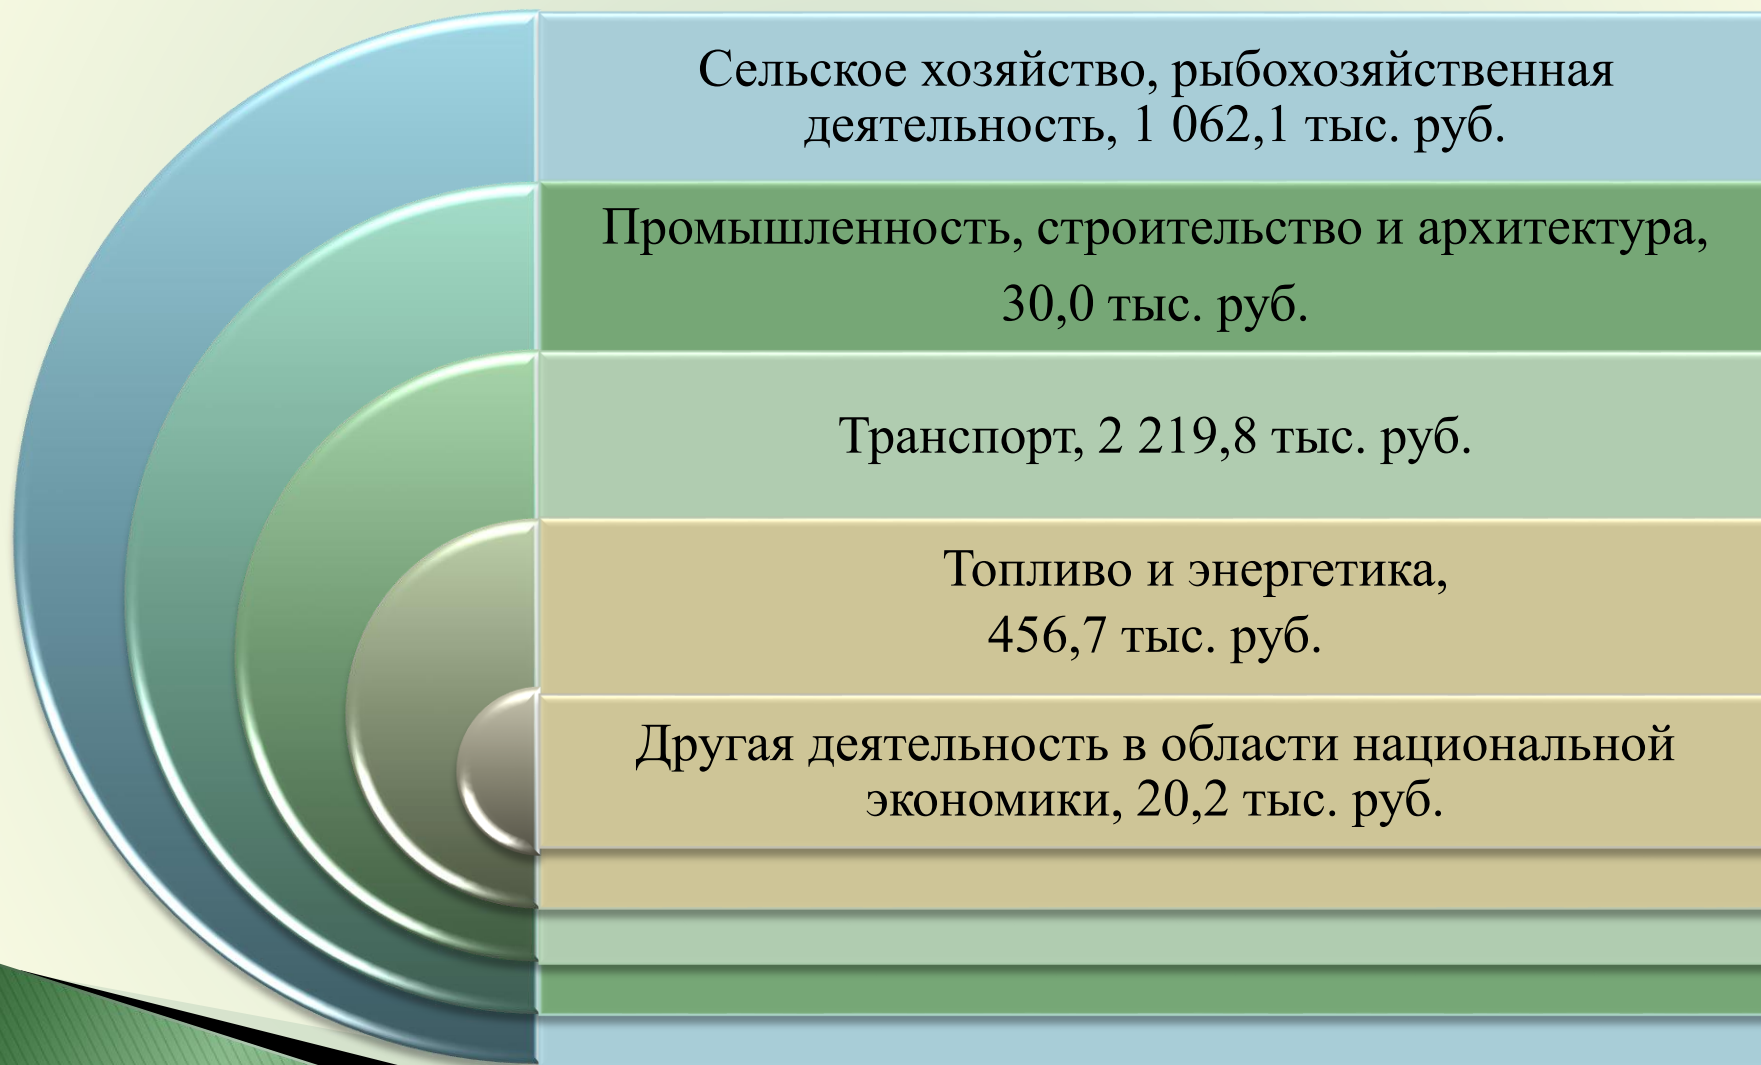 Сельское хозяйство, рыбохозяйственная
деятельность, 1 062,1 тыс. руб.
Промышленность, строительство и архитектура,
30,0 тыс. руб.
Транспорт, 2 219,8 тыс. руб.
Топливо и энергетика,
456,7 тыс. руб.
Другая деятельность в области национальной
экономики, 20,2 тыс. руб.